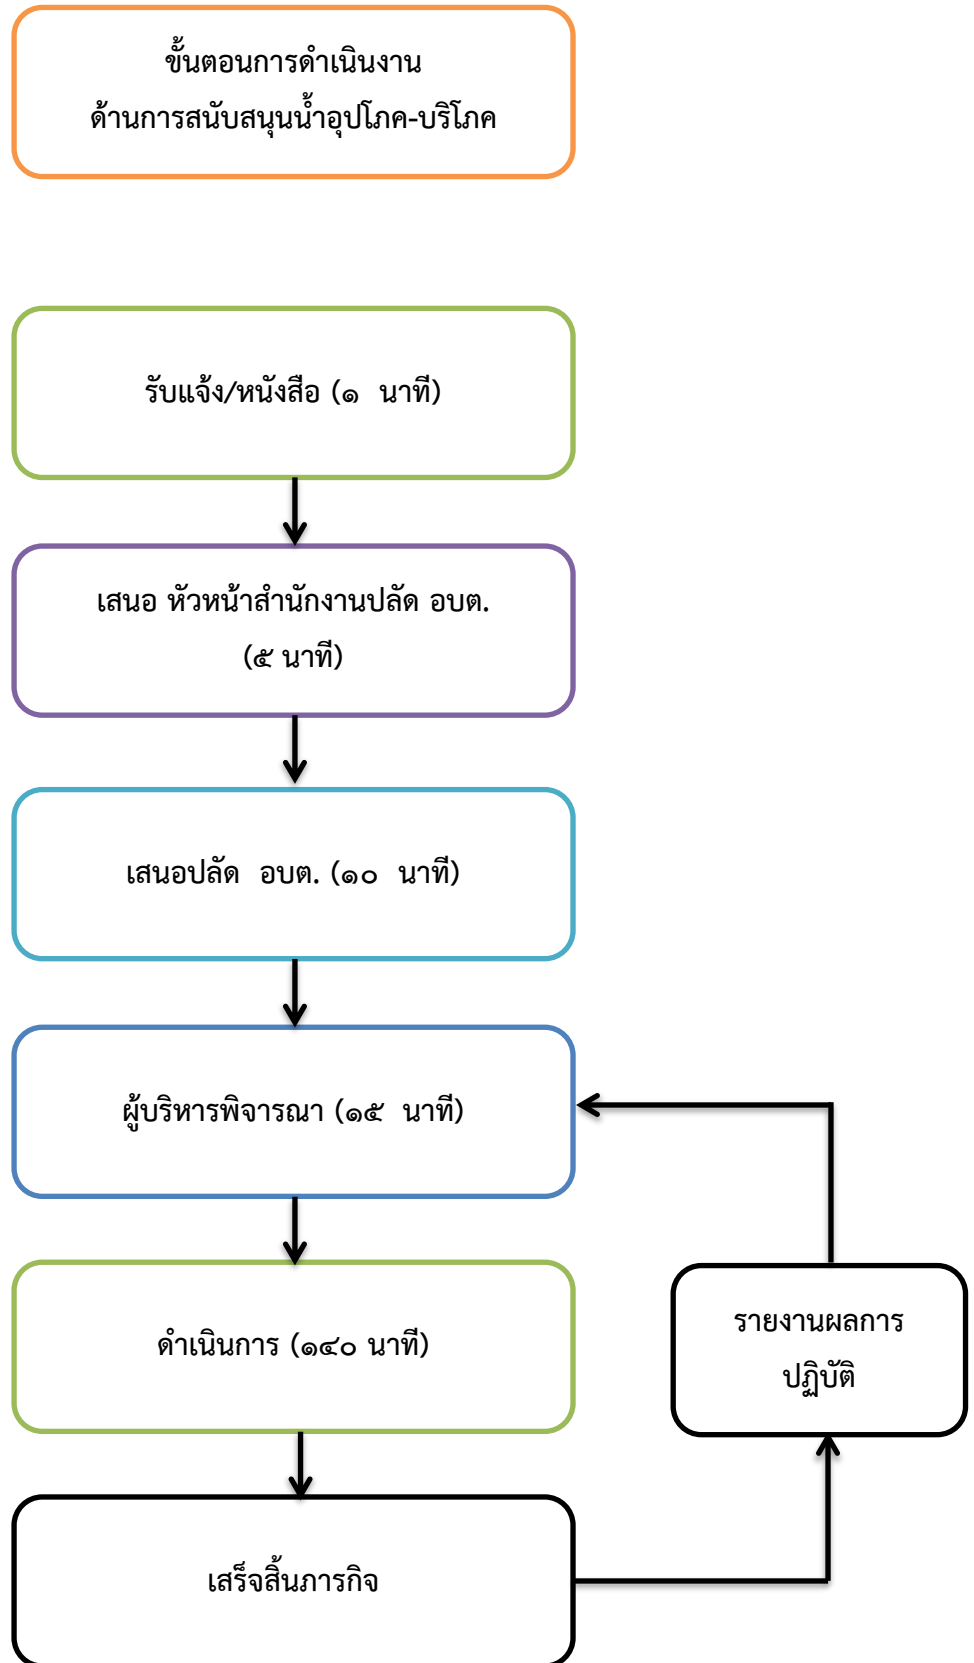 ขั้นตอนการดำเนินงาน
ด้านการสนับสนุนน้ำอุปโภค-บริโภค
รับแจ้ง/หนังสือ (๑ นาที)
เสนอ หัวหน้าสำนักงานปลัด อบต.
(๕ นาที)
เสนอปลัด อบต. (๑๐ นาที)
ผู้บริหารพิจารณา (๑๕ นาที)
ดำเนินการ (๑๔๐ นาที)
รายงานผลการ
ปฏิบัติ
เสร็จสิ้นภารกิจ